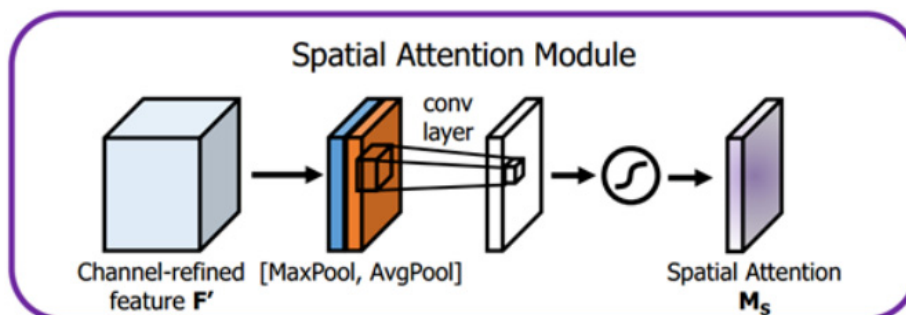 Spatial Attention Module
conv
layer
Channel-refined
feature F'
[MaxPool, AvgPool]
Spatial Attention
Ms